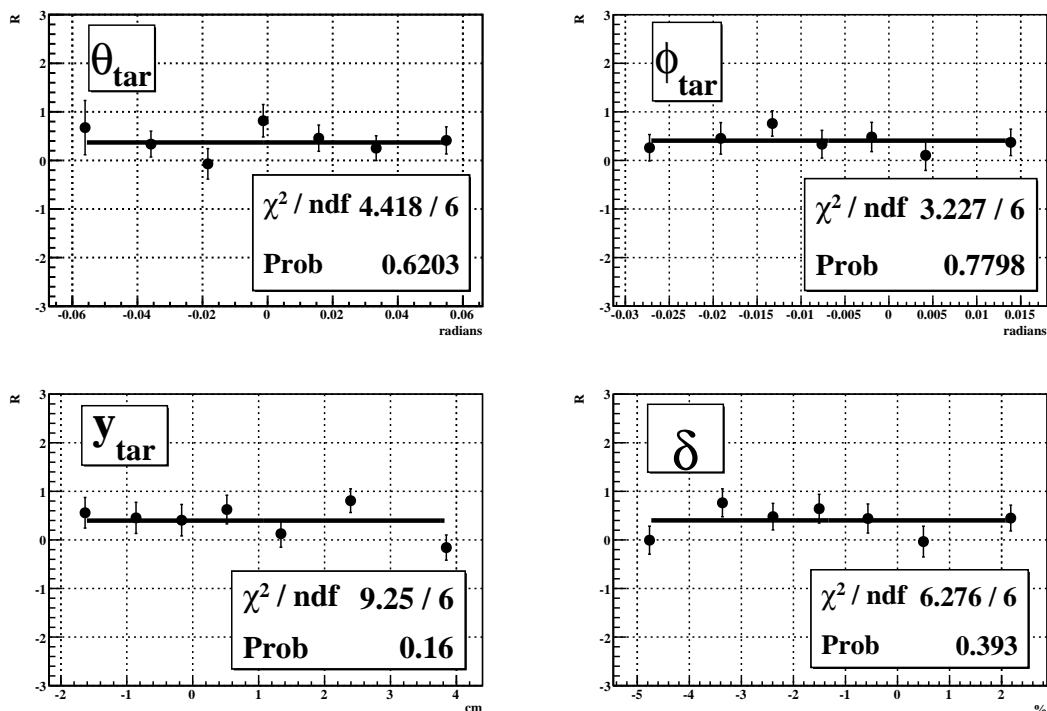 R
3
2
1
0
-1
-2
-3
θtar
χ2 / ndf 4.418 / 6
Prob 0.6203
-0.06 -0.04 -0.02 0 0.02 0.04 0.06
radians
R
3
2
1
0
-1
-2
-3
ϕtar
χ2 / ndf 3.227 / 6
Prob 0.7798
-0.03 -0.025 -0.02 -0.015 -0.01 -0.005 0 0.005 0.01 0.015
radians
R
3
2
1
0
-1
-2
-3
ytar
χ2 / ndf 9.25 / 6
Prob 0.16
-2 -1 0 1 2 3 4
cm
R
3
2
1
0
-1
-2
-3
δ
χ2 / ndf 6.276 / 6
Prob 0.393
-5 -4 -3 -2 -1 0 1 2
%